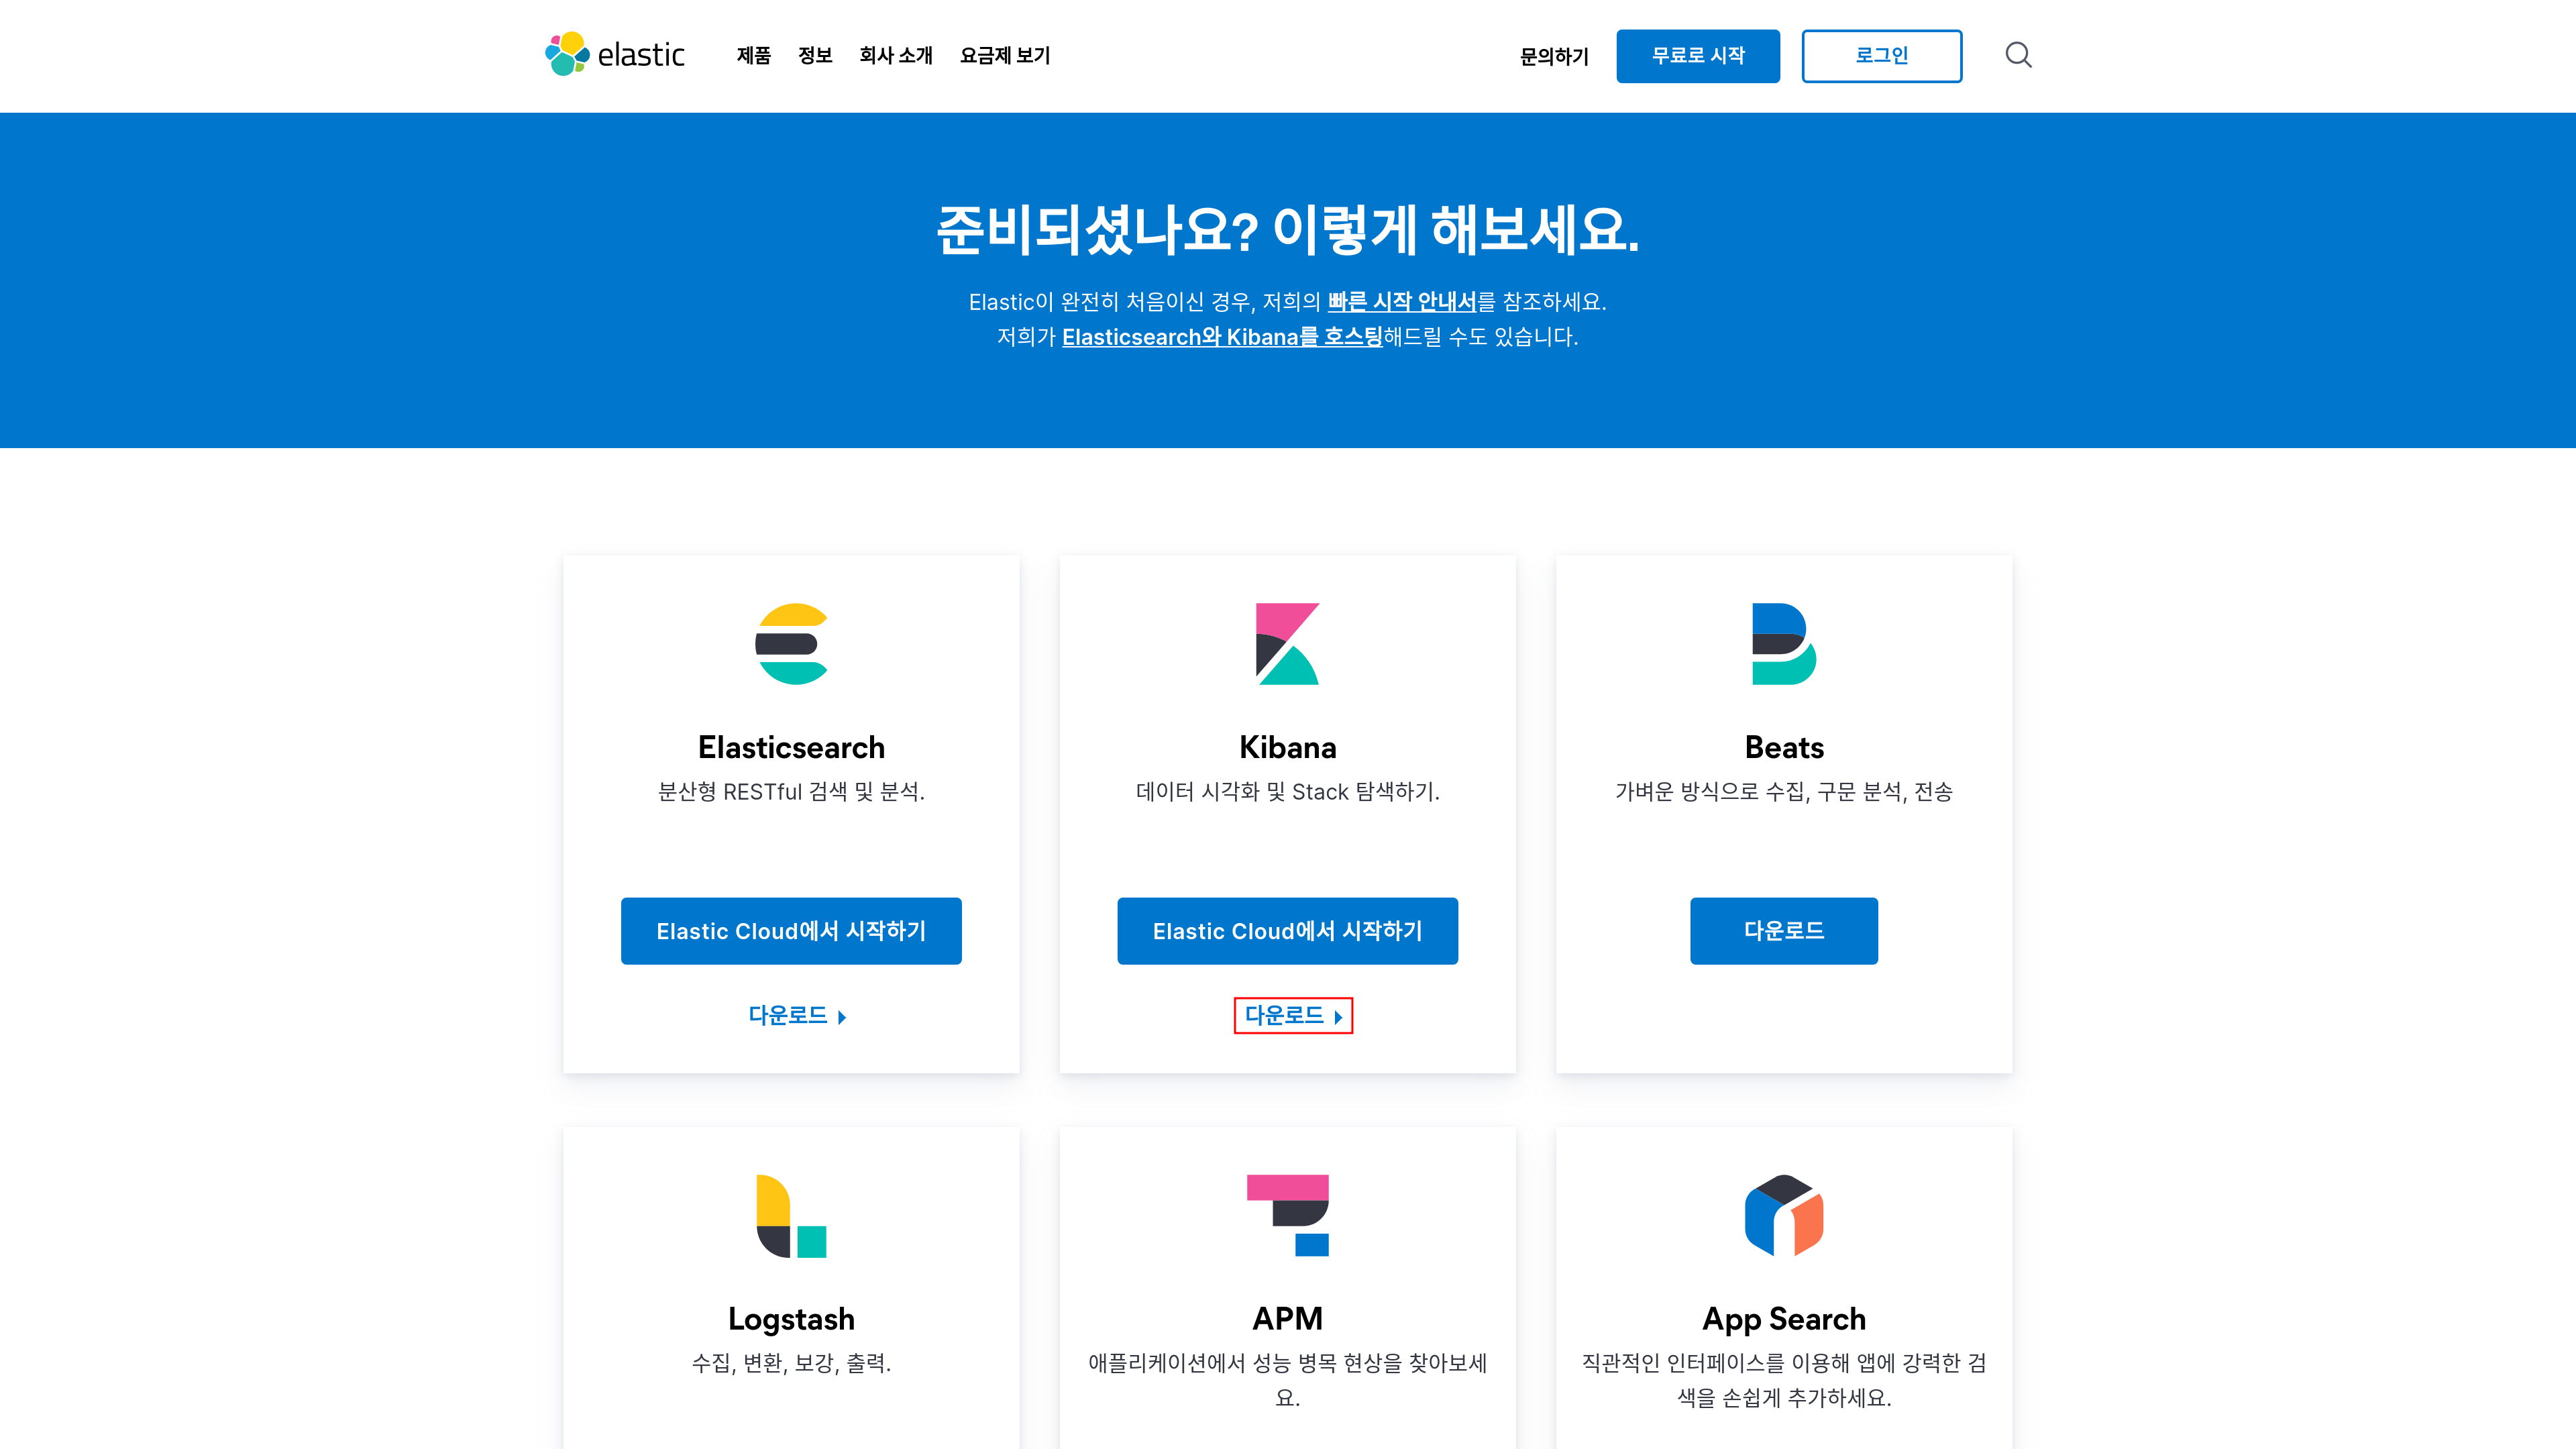 elastic
제품 정보 회사 소개 요금제 보기
문의하기 무료로 시작 로그인
준비되셨나요? 이렇게 해보세요.
Elastic이 완전히 처음이신 경우, 저희의 빠른 시작 안내서를 참조하세요.
저희가 Elasticsearch와 Kibana를 호스팅해드릴 수도 있습니다.
Elasticsearch
분산형 RESTful 검색 및 분석.
Elastic Cloud에서 시작하기
다운로드
Kibana
데이터 시각화 및 Stack 탐색하기.
Elastic Cloud에서 시작하기
다운로드
Beats
가벼운 방식으로 수집, 구문 분석, 전송
다운로드
Logstash
수집, 변환, 보강, 출력.
APM
애플리케이션에서 성능 병목 현상을 찾아보세
요.
App Search
직관적인 인터페이스를 이용해 앱에 강력한 검
색을 손쉽게 추가하세요.